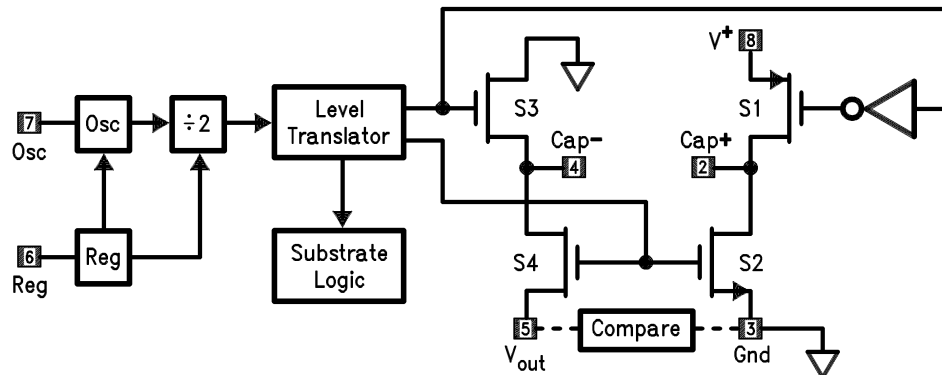 V+
8
S3
S1
Level
Translator
7
Osc
÷2
Osc
Cap-
4
Cap+
2
6
Reg
Reg
Substrate
Logic
S4
S2
5
Compare
3
Vout
Gnd